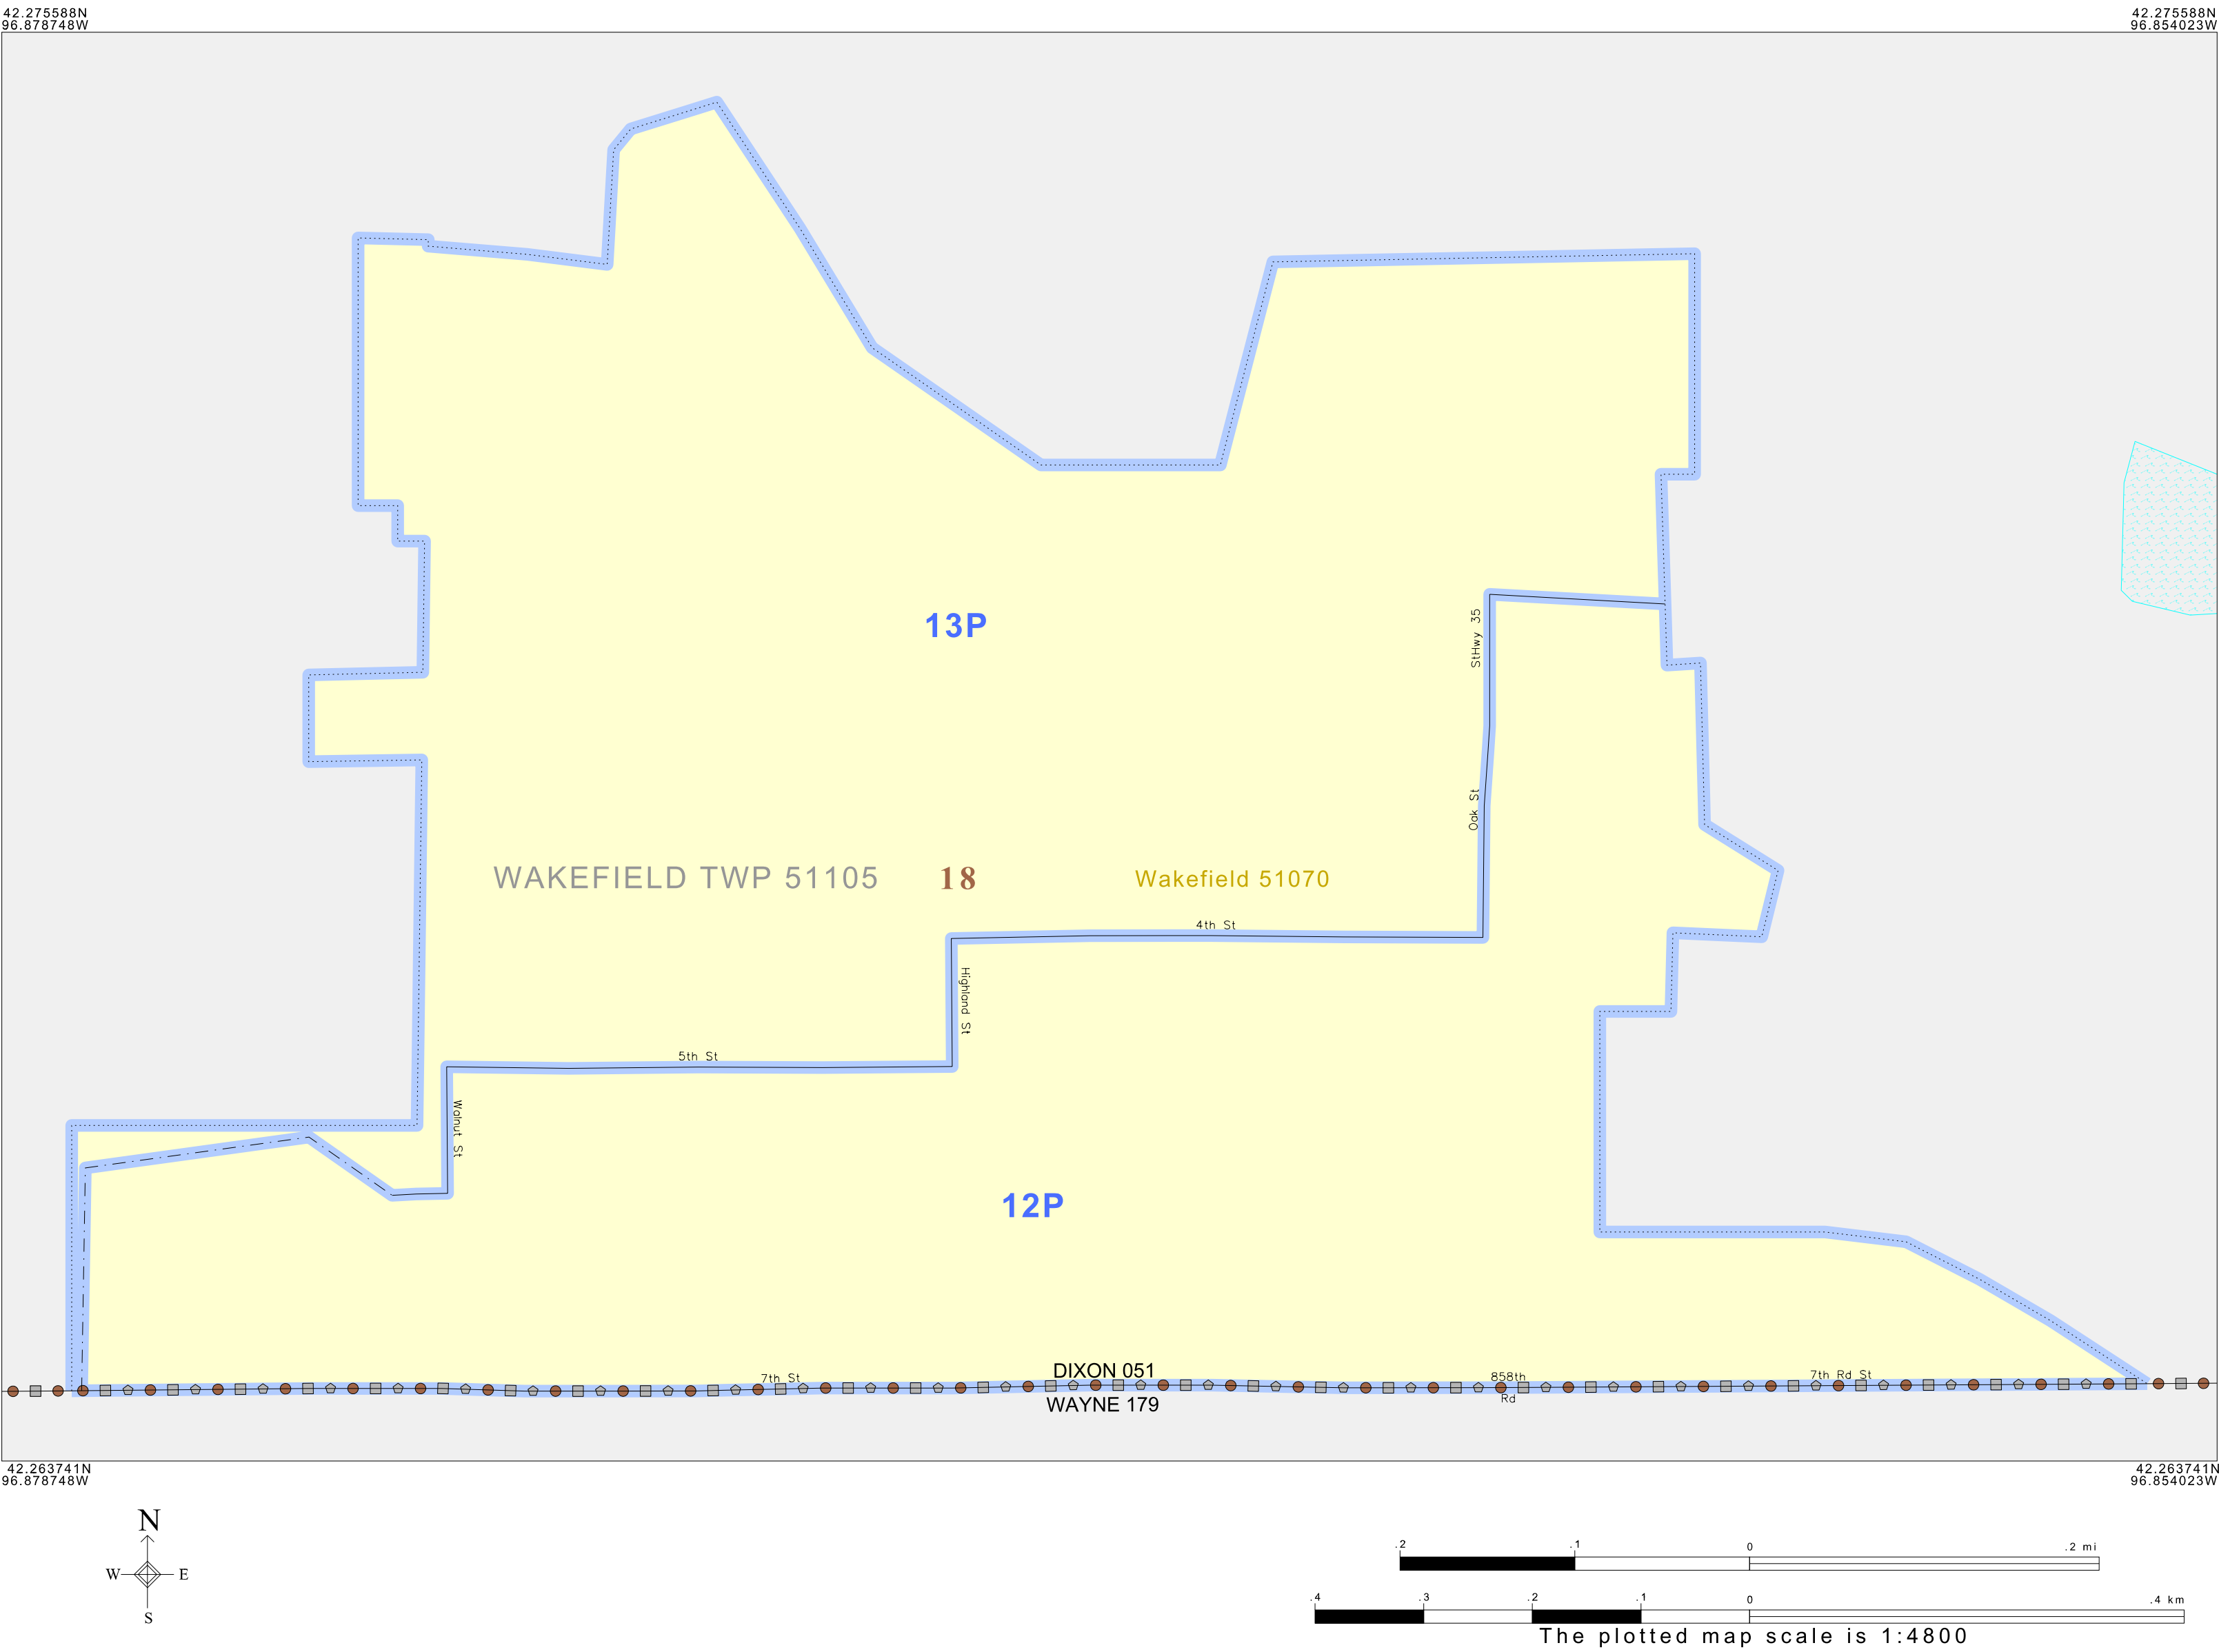 42.275588N
96.878748W
42.275588N
96.854023W
13P
StHwy 35
Oak St
WAKEFIELD TWP 51105
18
Wakefield 51070
4th St
Highland St
5th St
Walnut St
12P
DIXON 051
7th St
858th
Rd
7th Rd St
WAYNE 179
42.263741N
96.878748W
42.263741N
96.854023W
N
W
E
S
.2 .1 0 .2 mi
.4 .3 .2 .1 0 .4 km
The plotted map scale is 1:4800